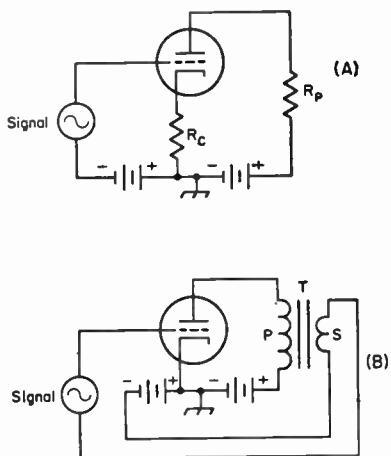 (A)
Signal
R_C
R_P
- + - +
T
P
S
(B)
Signal
- + - +